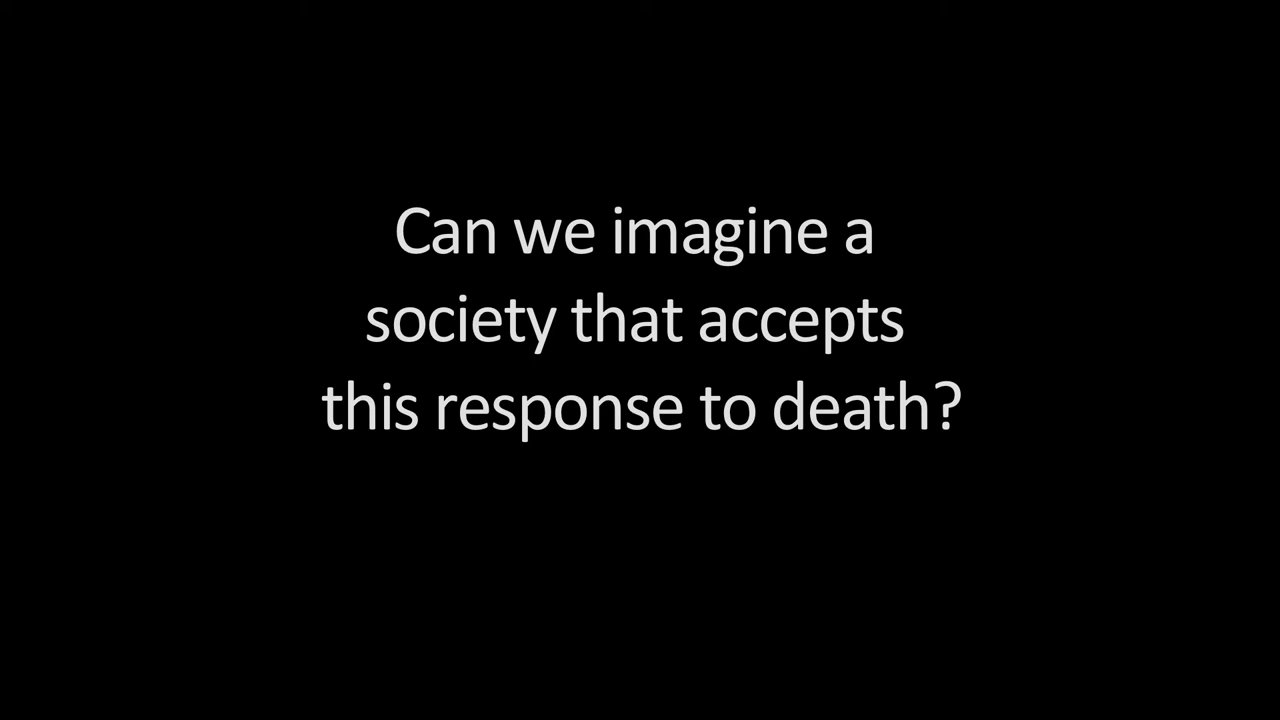 Can we imagine a
society that accepts
this response to death?